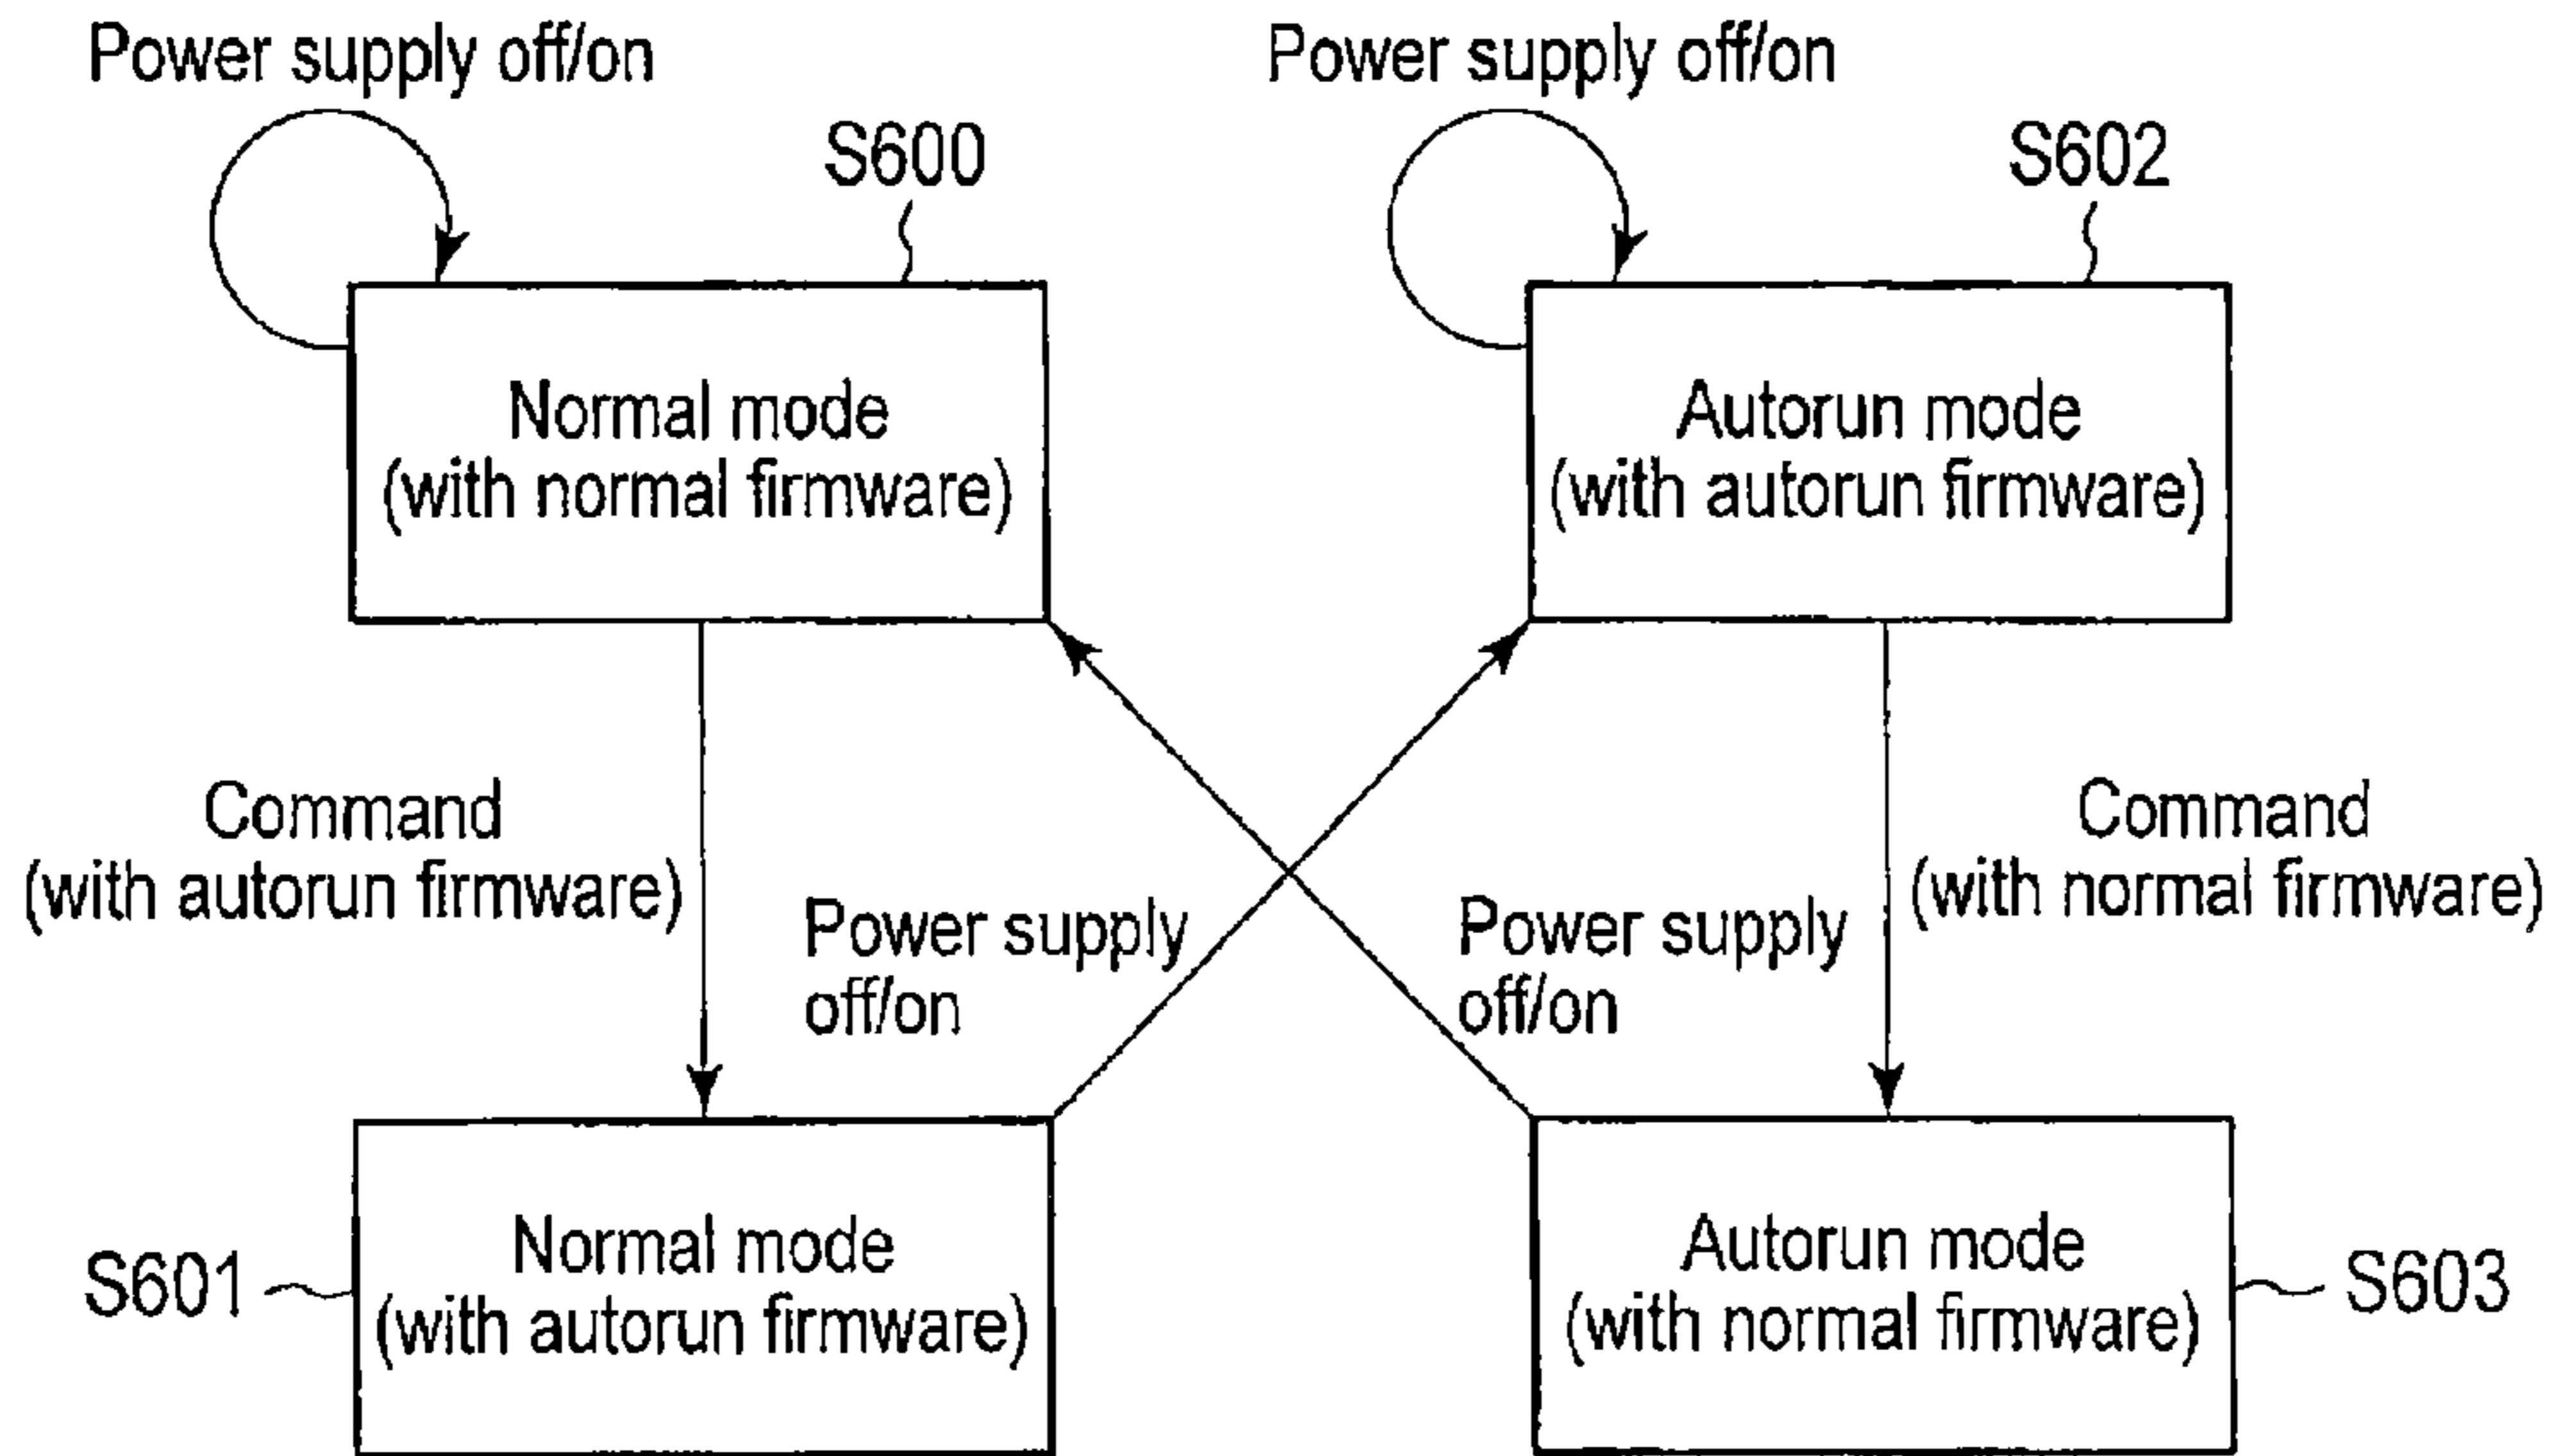 Power supply off/on
Power supply off/on
S600
S602
Normal mode
(with normal firmware)
Autorun mode
(with autorun firmware)
Command
(with autorun firmware)
Power supply
off/on
Power supply
off/on
Command
(with normal firmware)
S601
Normal mode
(with autorun firmware)
Autorun mode
(with normal firmware)
S603